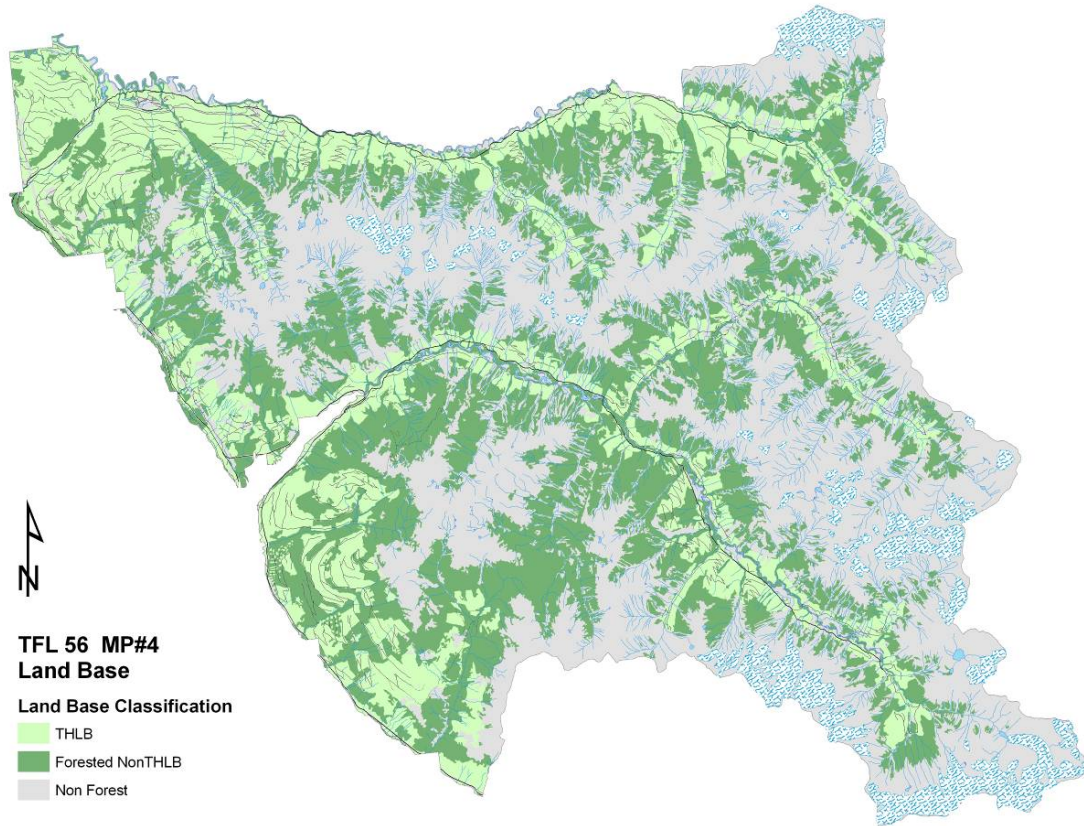 N
TFL 56 MP#4
Land Base
Land Base Classification
THLB
Forested NonTHLB
Non Forest